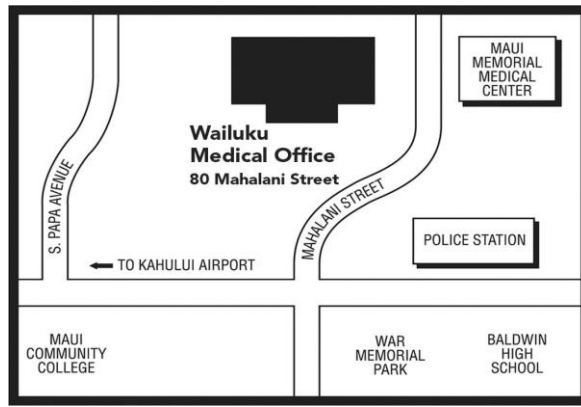 MAUI
MEMORIAL
MEDICAL
CENTER
Wailuku
Medical Office
80 Mahalani Street
S. PAPA AVENUE
MAHALANI STREET
POLICE STATION
TO KAHULUI AIRPORT
MAUI
COMMUNITY
COLLEGE
WAR
MEMORIAL
PARK
BALDWIN
HIGH
SCHOOL